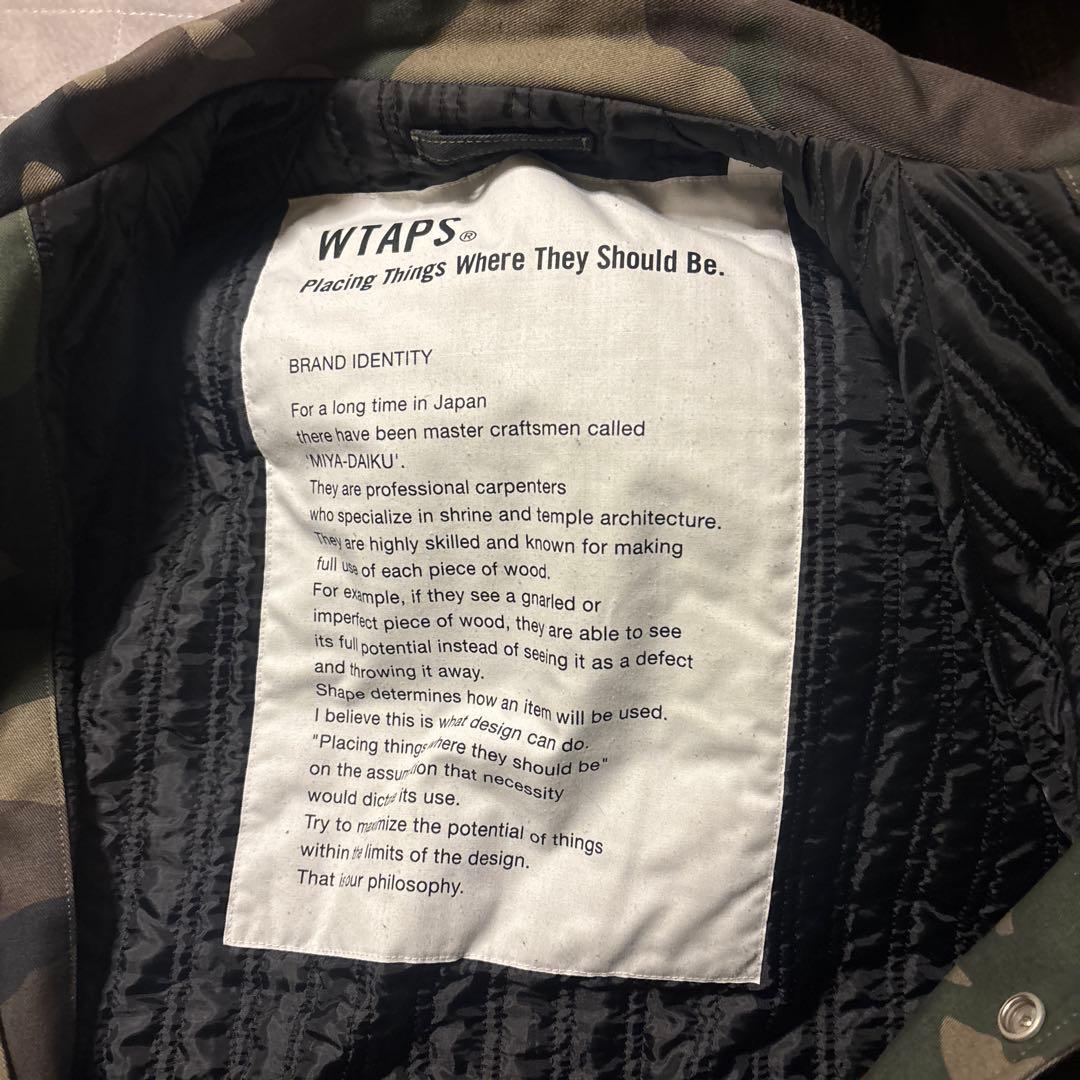 WTAPS®
Placing Things Where They Should Be.
BRAND IDENTITY
For a long time in Japan
there have been master craftsmen called
'MIYA-DAIKU'.
They are professional carpenters
who specialize in shrine and temple architecture.
They are highly skilled and known for making
full use of each piece of wood.
For example, if they see a gnarled or
imperfect piece of wood, they are able to see
its full potential instead of seeing it as a defect
and throwing it away.
Shape determines how an item will be used.
I believe this is what design can do.
"Placing things where they should be"
on the assumption that necessity
would dictate its use.
Try to maximize the potential of things
within the limits of the design.
That is our philosophy.